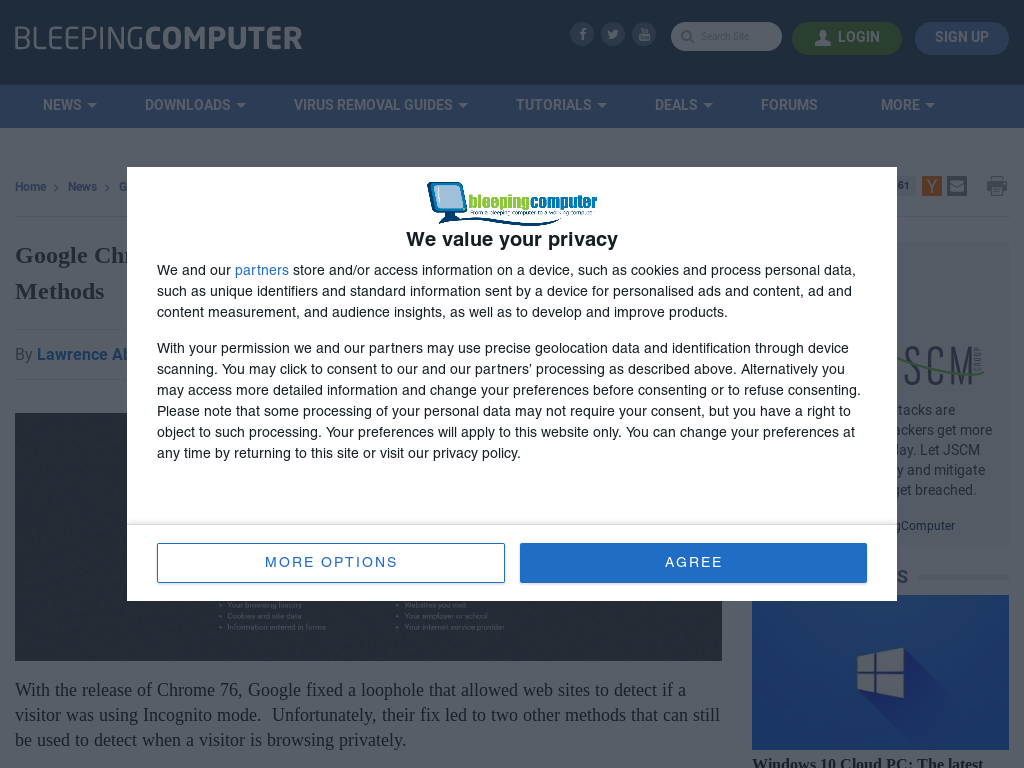 BLEEPINGCOMPUTER
Search Site
LOGIN
SIGN UP
NEWS
DOWNLOADS
VIRUS REMOVAL GUIDES
TUTORIALS
DEALS
FORUMS
MORE
Home
News
G
61
Y
bleepingcomputer
From a bleeping computer to a working computer
We value your privacy
We and our partners store and/or access information on a device, such as cookies and process personal data,
such as unique identifiers and standard information sent by a device for personalised ads and content, ad and
content measurement, and audience insights, as well as to develop and improve products.
With your permission we and our partners may use precise geolocation data and identification through device
scanning. You may click to consent to our and our partners’ processing as described above. Alternatively you
may access more detailed information and change your preferences before consenting or to refuse consenting.
Please note that some processing of your personal data may not require your consent, but you have a right to
object to such processing. Your preferences will apply to this website only. You can change your preferences at
any time by returning to this site or visit our privacy policy.
MORE OPTIONS
AGREE
Google Chr
Methods
By Lawrence Ab
SCM
GROUP
tacks are
ackers get more
lay. Let JSCM
y and mitigate
get breached.
gComputer
S
Your browsing history
Cookies and site data
Information entered in forms
Websites you visit
Your employer or school
Your internet service provider
With the release of Chrome 76, Google fixed a loophole that allowed web sites to detect if a
visitor was using Incognito mode.  Unfortunately, their fix led to two other methods that can still
be used to detect when a visitor is browsing privately.
Windows 10 Cloud PC: The latest